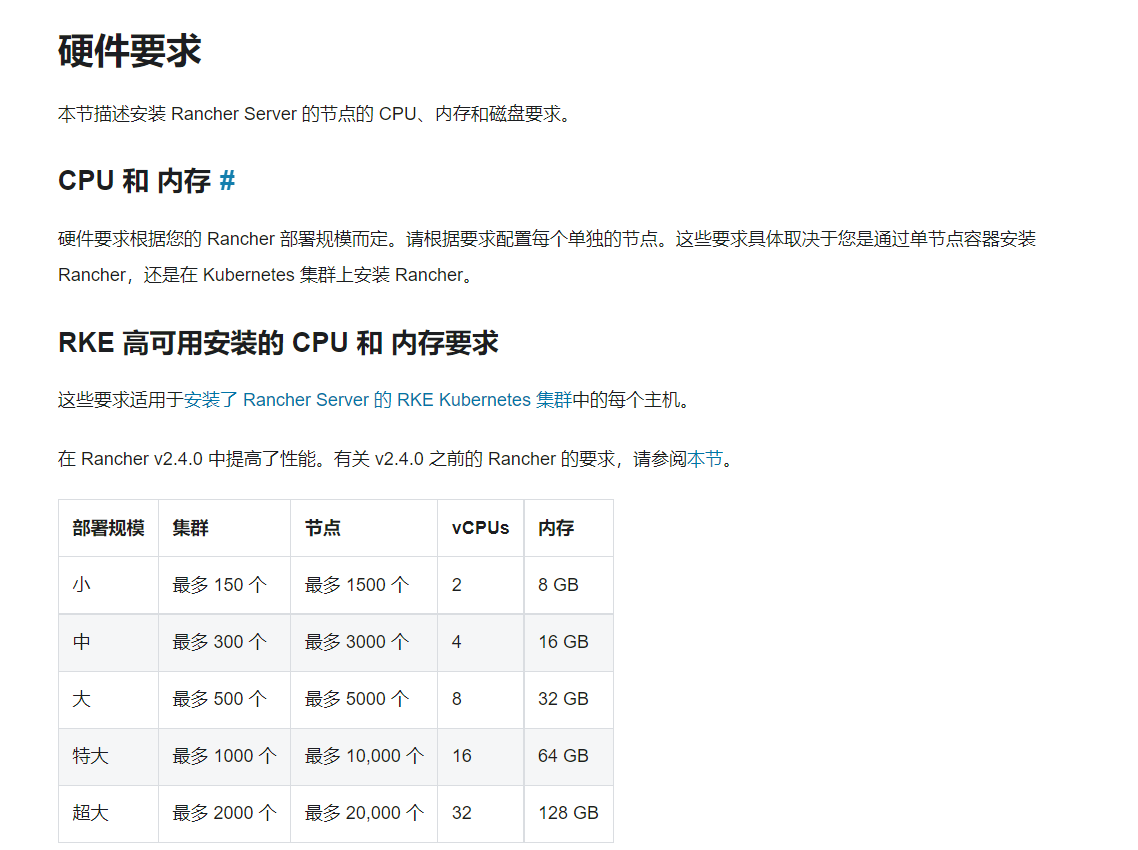 硬件要求
本节描述安装 Rancher Server 的节点的 CPU、内存和磁盘要求。
CPU 和 内存 #
硬件要求根据您的 Rancher 部署规模而定。请根据要求配置每个单独的节点。这些要求具体取决于您是通过单节点容器安装
Rancher，还是在 Kubernetes 集群上安装 Rancher。
RKE 高可用安装的 CPU 和 内存要求
这些要求适用于安装了 Rancher Server 的 RKE Kubernetes 集群中的每个主机。
在 Rancher v2.4.0 中提高了性能。有关 v2.4.0 之前的 Rancher 的要求，请参阅本节。
部署规模 集群 节点 vCPUs 内存
小 最多 150 个 最多 1500 个 2 8 GB
中 最多 300 个 最多 3000 个 4 16 GB
大 最多 500 个 最多 5000 个 8 32 GB
特大 最多 1000 个 最多 10,000 个 16 64 GB
超大 最多 2000 个 最多 20,000 个 32 128 GB